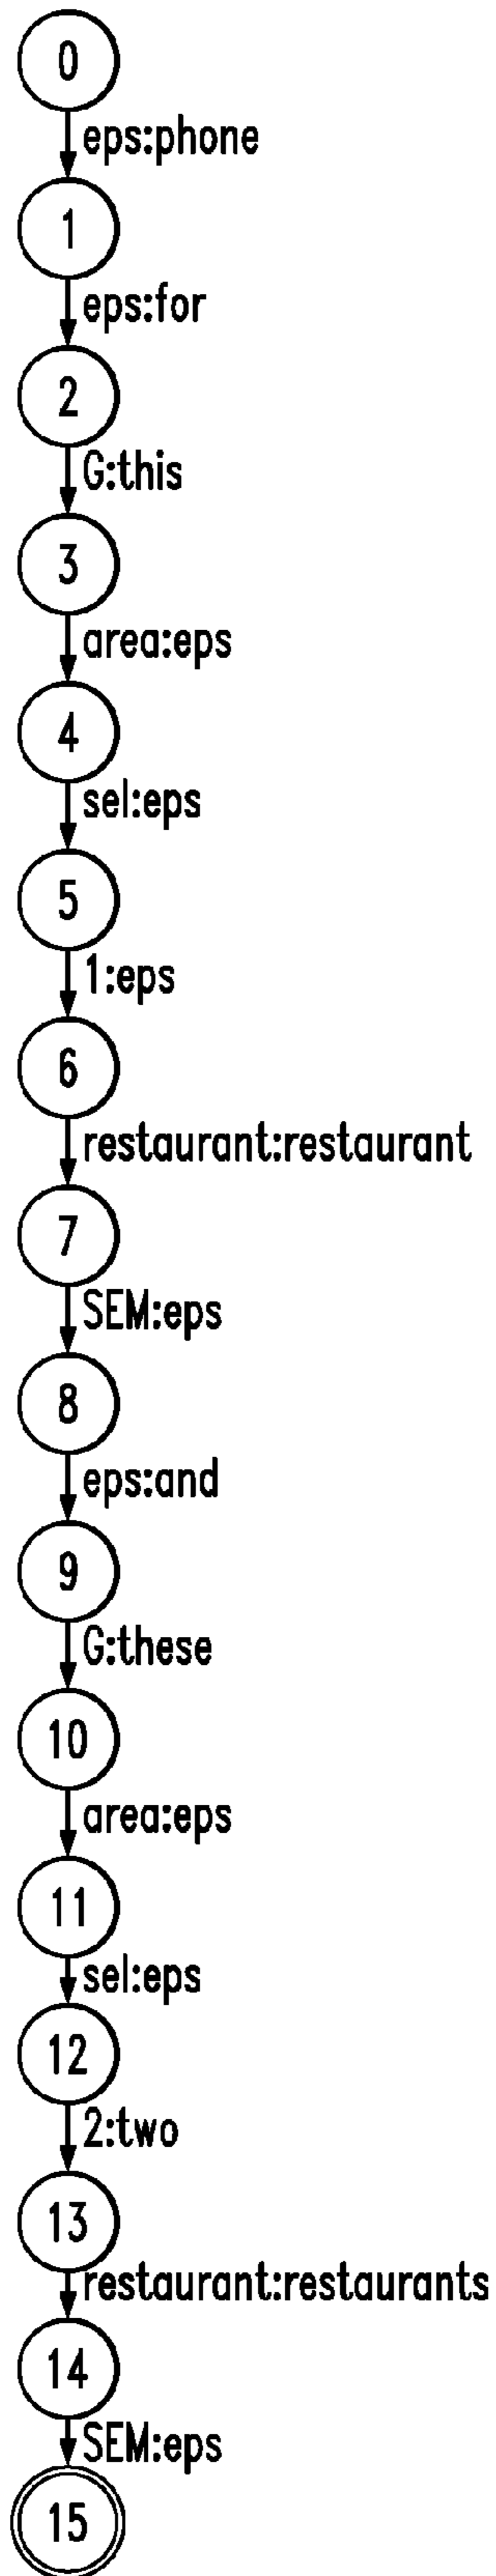 0
eps:phone
1
eps:for
2
G:this
3
area:eps
4
sel:eps
5
1:eps
6
restaurant:restaurant
7
SEM:eps
8
eps:and
9
G:these
10
area:eps
11
sel:eps
12
2:two
13
restaurant:restaurants
14
SEM:eps
15